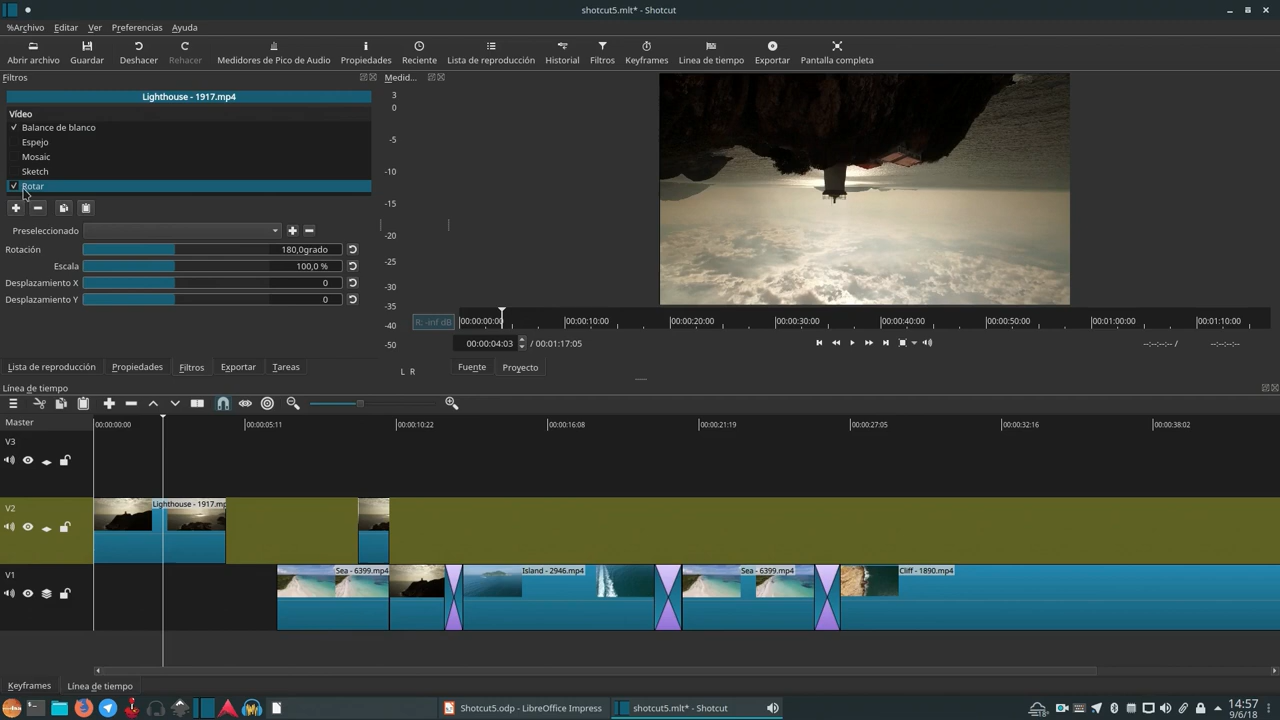 shotcut5.mlt* - Shotcut
%Archivo Editar Ver Preferencias Ayuda
Abrir archivo Guardar Deshacer Rehacer Medidores de Pico de Audio Propiedades Reciente Lista de reproducción Historial Filtros Keyframes Linea de tiempo Exportar Pantalla completa
Filtros
Medid...
Lighthouse - 1917.mp4
Vídeo
Balance de blanco
Espejo
Mosaic
Sketch
Rotar
Preseleccionado
Rotación 180,0grado
Escala 100,0 %
Desplazamiento X 0
Desplazamiento Y 0
3
0
-5
-10
-15
-20
-25
-30
-35
-40
-50
L R
R: -inf dB
00:00:00:00 00:00:10:00 00:00:20:00 00:00:30:00 00:00:40:00 00:00:50:00 00:01:00:00 00:01:10:00
00:00:04:03 / 00:01:17:05 --:--:--:-- / --:--:--:--
Lista de reproducción Propiedades Filtros Exportar Tareas
Fuente Proyecto
Línea de tiempo
Master
00:00:00:00 00:00:05:11 00:00:10:22 00:00:16:08 00:00:21:19 00:00:27:05 00:00:32:16 00:00:38:02
V3
V2
Lighthouse - 1917.mp
V1
Sea - 6399.mp4 Island - 2946.mp4 Sea - 6399.mp4 Cliff - 1890.mp4
Keyframes Línea de tiempo
Shotcut5.odp - LibreOffice Impress
shotcut5.mlt* - Shotcut
18°
14:57
9/6/18